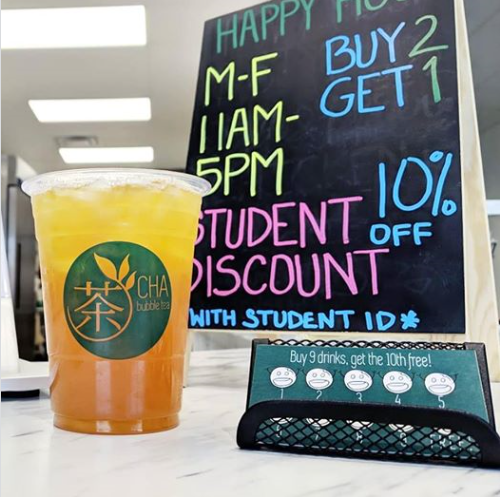 HAPPY
M-F
11AM-
5PM
BUY 2
GET 1
STUDENT
DISCOUNT
10%
OFF
WITH STUDENT ID*
茶
CHA
bubble tea
Buy 9 drinks, get the 10th free!
1 2 3 4 5